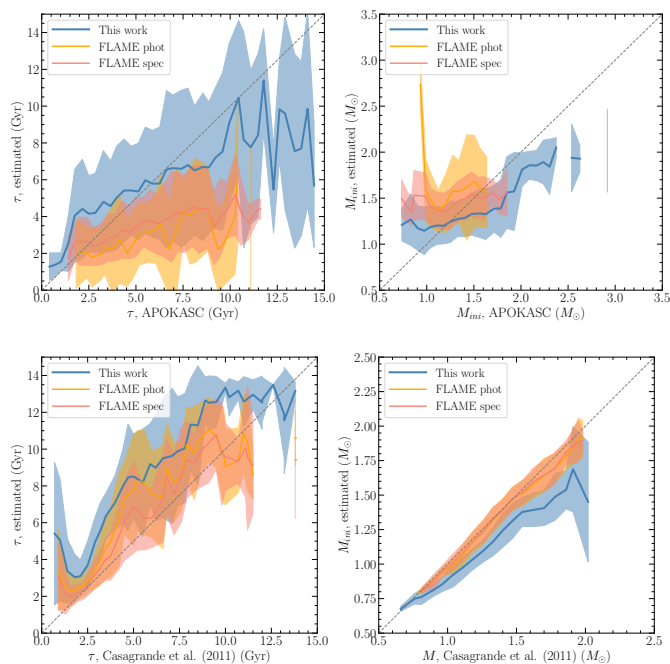 14
12
10
8
6
4
2
0
τ, estimated (Gyr)
This work
FLAME phot
FLAME spec
0.0 2.5 5.0 7.5 10.0 12.5 15.0
τ, APOKASC (Gyr)
3.5
3.0
2.5
2.0
1.5
1.0
0.5
M_ini, estimated (M⊙)
This work
FLAME phot
FLAME spec
0.5 1.0 1.5 2.0 2.5 3.0 3.5
M_ini, APOKASC (M⊙)
14
12
10
8
6
4
2
0
τ, estimated (Gyr)
This work
FLAME phot
FLAME spec
0.0 2.5 5.0 7.5 10.0 12.5 15.0
τ, Casagrande et al. (2011) (Gyr)
2.50
2.25
2.00
1.75
1.50
1.25
1.00
0.75
0.50
M_ini, estimated (M⊙)
This work
FLAME phot
FLAME spec
0.5 1.0 1.5 2.0 2.5
M, Casagrande et al. (2011) (M⊙)